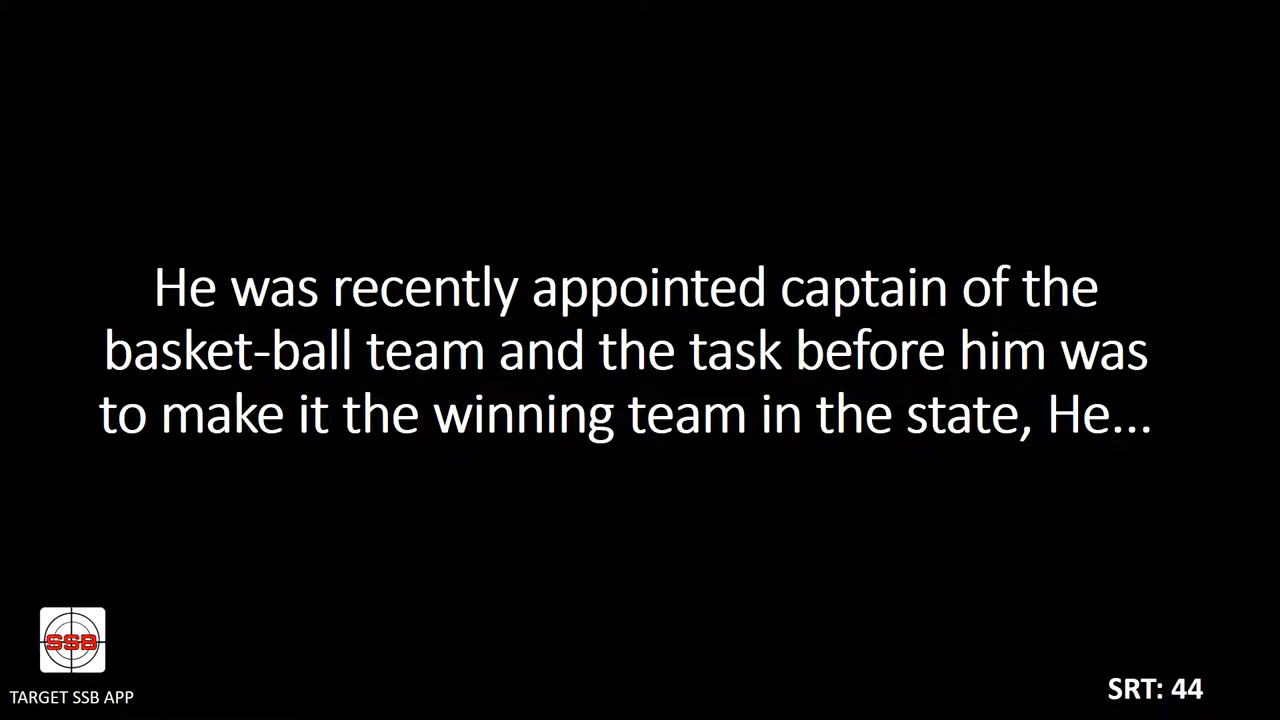 He was recently appointed captain of the
basket-ball team and the task before him was
to make it the winning team in the state, He...
SSB
TARGET SSB APP
SRT: 44